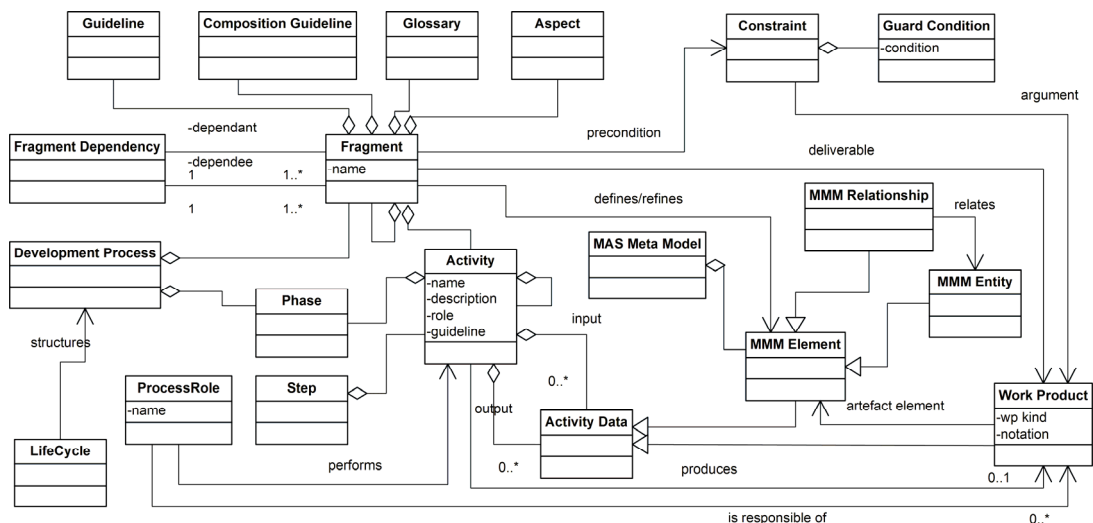 Guideline
Composition Guideline
Glossary
Aspect
Constraint
Guard Condition
-condition
argument
-dependant
precondition
deliverable
Fragment Dependency
-dependee
Fragment
-name
1
1..*
1
1..*
defines/refines
MMM Relationship
relates
Development Process
Activity
-name
-description
-role
-guideline
MAS Meta Model
MMM Entity
Phase
structures
input
MMM Element
ProcessRole
-name
Step
0..*
output
artefact element
Work Product
-wp kind
-notation
Activity Data
LifeCycle
performs
0..*
produces
0..1
is responsible of
0..*